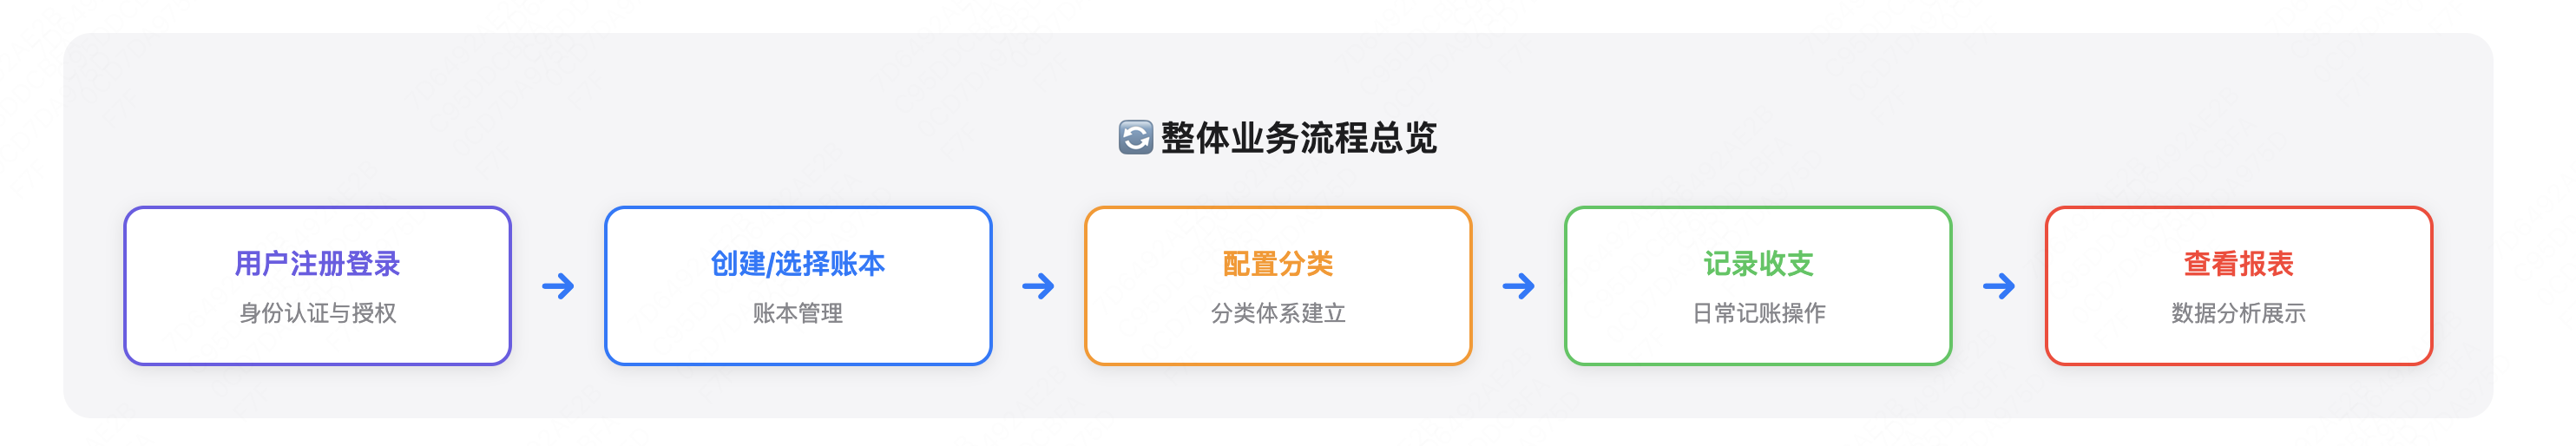 整体业务流程总览
用户注册登录
身份认证与授权
创建/选择账本
账本管理
配置分类
分类体系建立
记录收支
日常记账操作
查看报表
数据分析展示